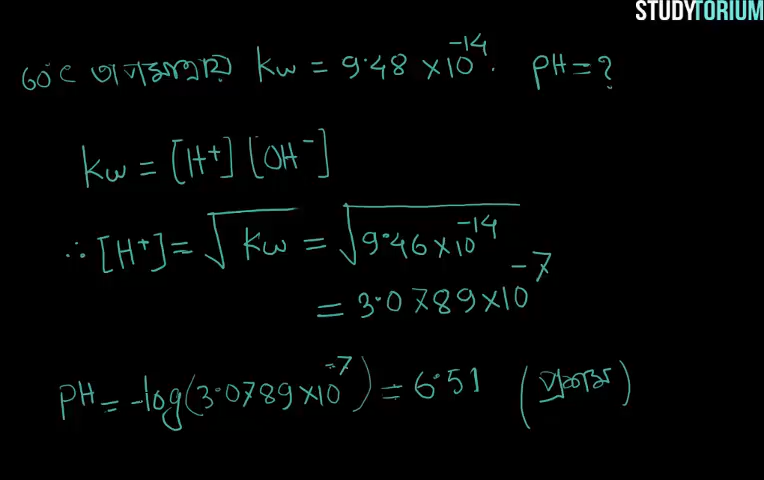 STUDYTORIUM
৬০°C তাপমাত্রায় Kw = 9.48 × 10⁻¹⁴. PH = ?
Kw = [H⁺] [OH⁻]
∴ [H⁺] = √Kw = √9.46 × 10⁻¹⁴
= 3.0789 × 10⁻⁷
PH = -log(3.0789 × 10⁻⁷) = 6.51 ( )